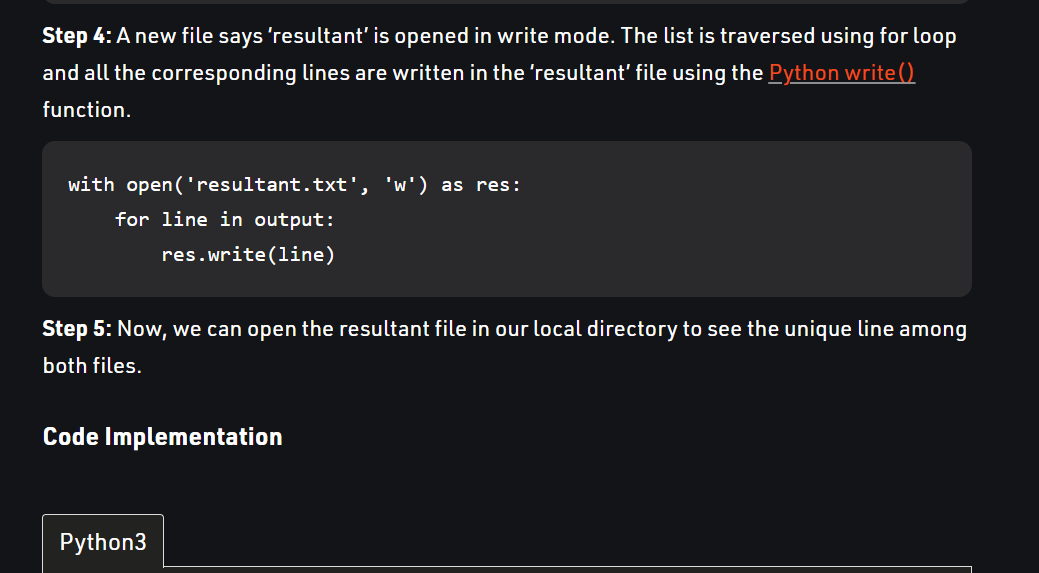 Step 4: A new file says ‘resultant’ is opened in write mode. The list is traversed using for loop
and all the corresponding lines are written in the ‘resultant’ file using the Python write()
function.
with open('resultant.txt', 'w') as res:
    for line in output:
        res.write(line)
Step 5: Now, we can open the resultant file in our local directory to see the unique line among
both files.
Code Implementation
Python3